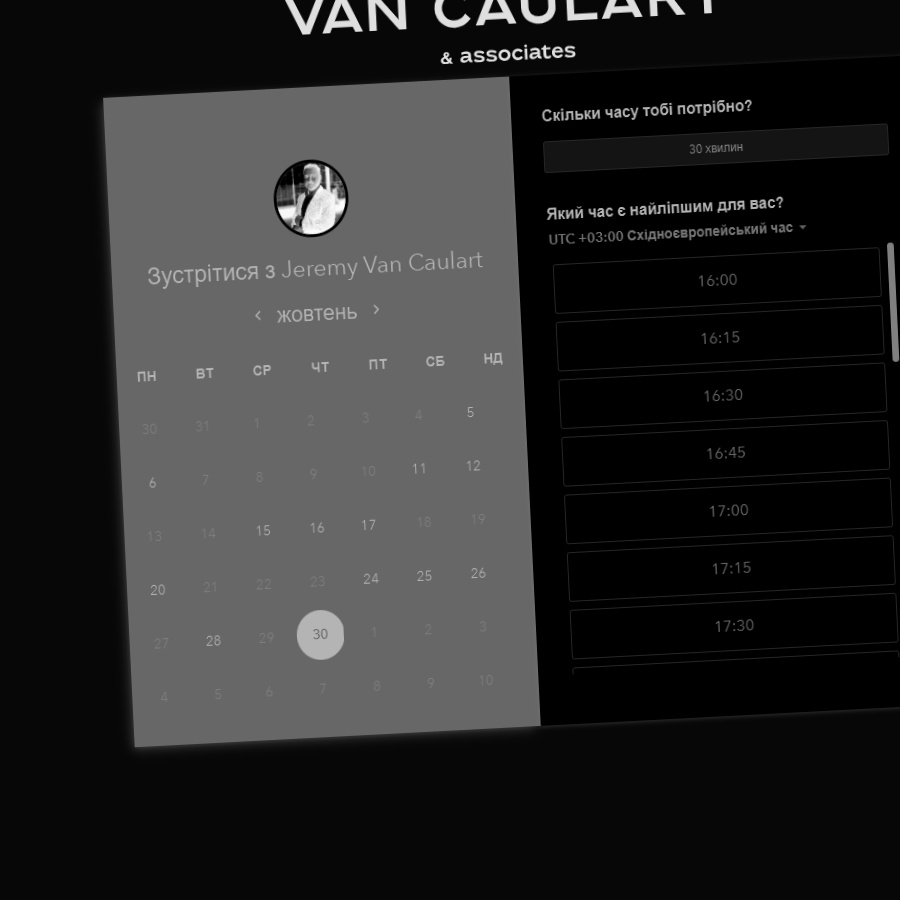 VAN CAULART
& associates
Зустрітися з Jeremy Van Caulart
жовтень
ПН ВТ СР ЧТ ПТ СБ НД
30 31 1 2 3 4 5
6 7 8 9 10 11 12
13 14 15 16 17 18 19
20 21 22 23 24 25 26
27 28 29 30 1 2 3
4 5 6 7 8 9 10
Скільки часу тобі потрібно?
30 хвилин
Який час є найліпшим для вас?
UTC +03:00 Східноєвропейський час
16:00
16:15
16:30
16:45
17:00
17:15
17:30